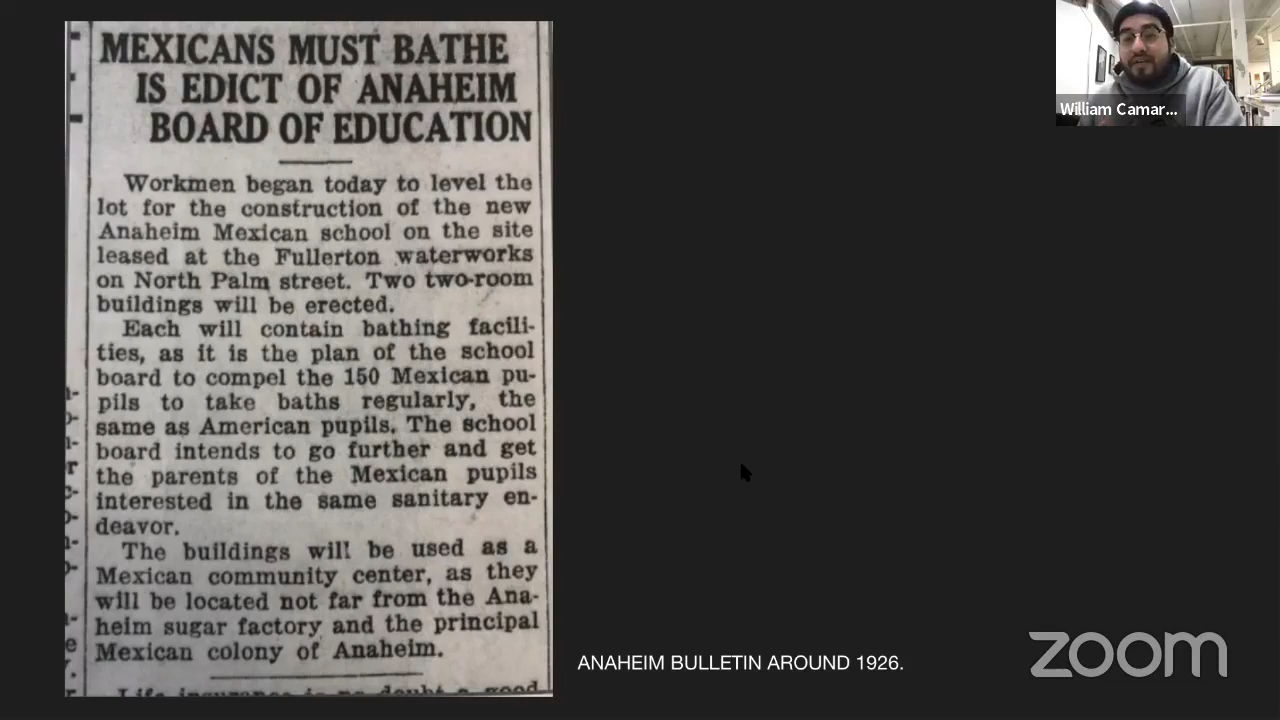 MEXICANS MUST BATHE
IS EDICT OF ANAHEIM
BOARD OF EDUCATION
Workmen began today to level the
lot for the construction of the new
Anaheim Mexican school on the site
leased at the Fullerton waterworks
on North Palm street. Two two-room
buildings will be erected.
Each will contain bathing facili-
ties, as it is the plan of the school
board to compel the 150 Mexican pu-
pils to take baths regularly, the
same as American pupils. The school
board intends to go further and get
the parents of the Mexican pupils
interested in the same sanitary en-
deavor.
The buildings will be used as a
Mexican community center, as they
will be located not far from the Ana-
heim sugar factory and the principal
Mexican colony of Anaheim.
Life insurance is no doubt a good
ANAHEIM BULLETIN AROUND 1926.
William Camar...
zoom